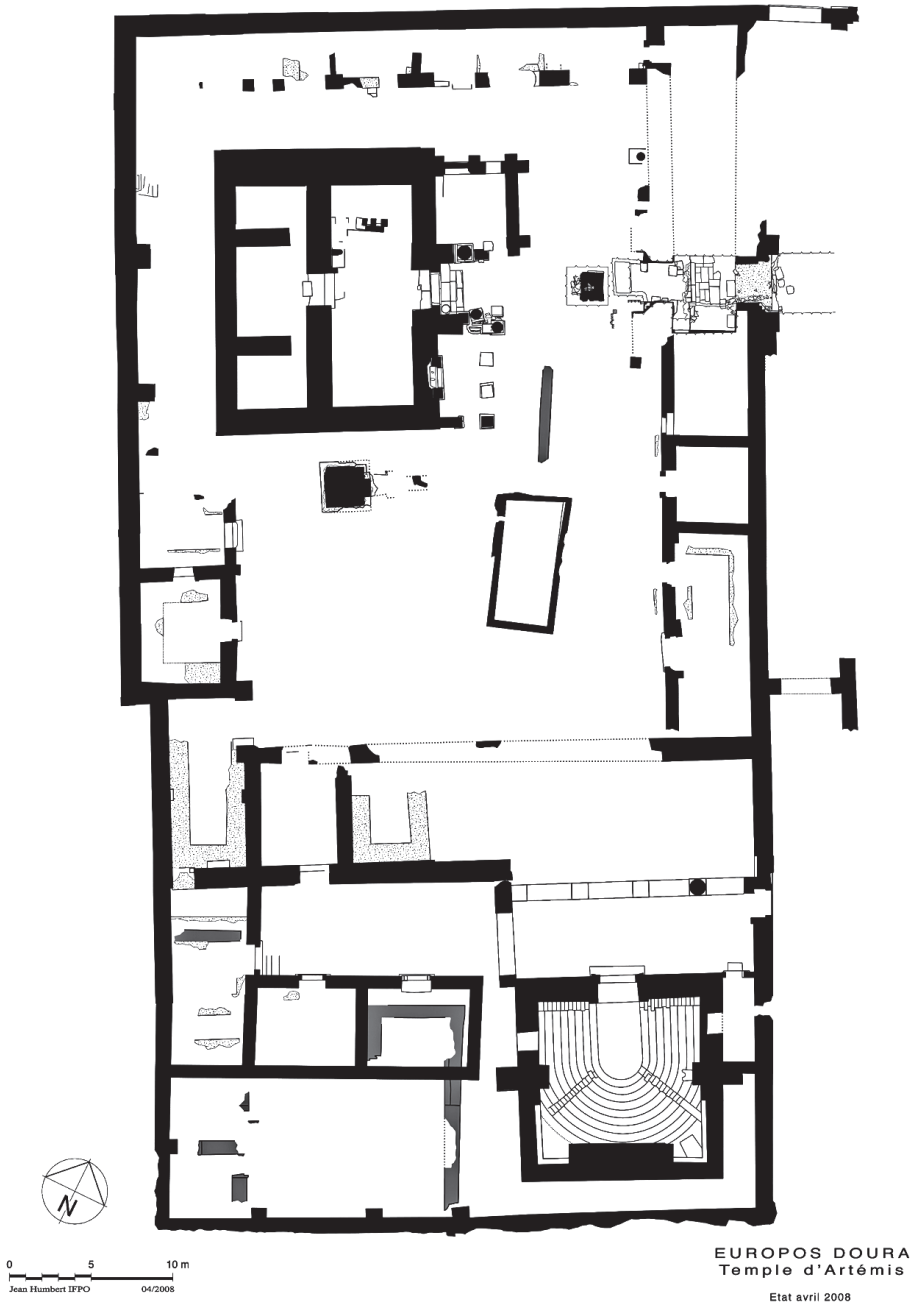 N
0 5 10 m
Jean Humbert IFPO 04/2008
EUROPOS DOURA
Temple d'Artémis
Etat avril 2008